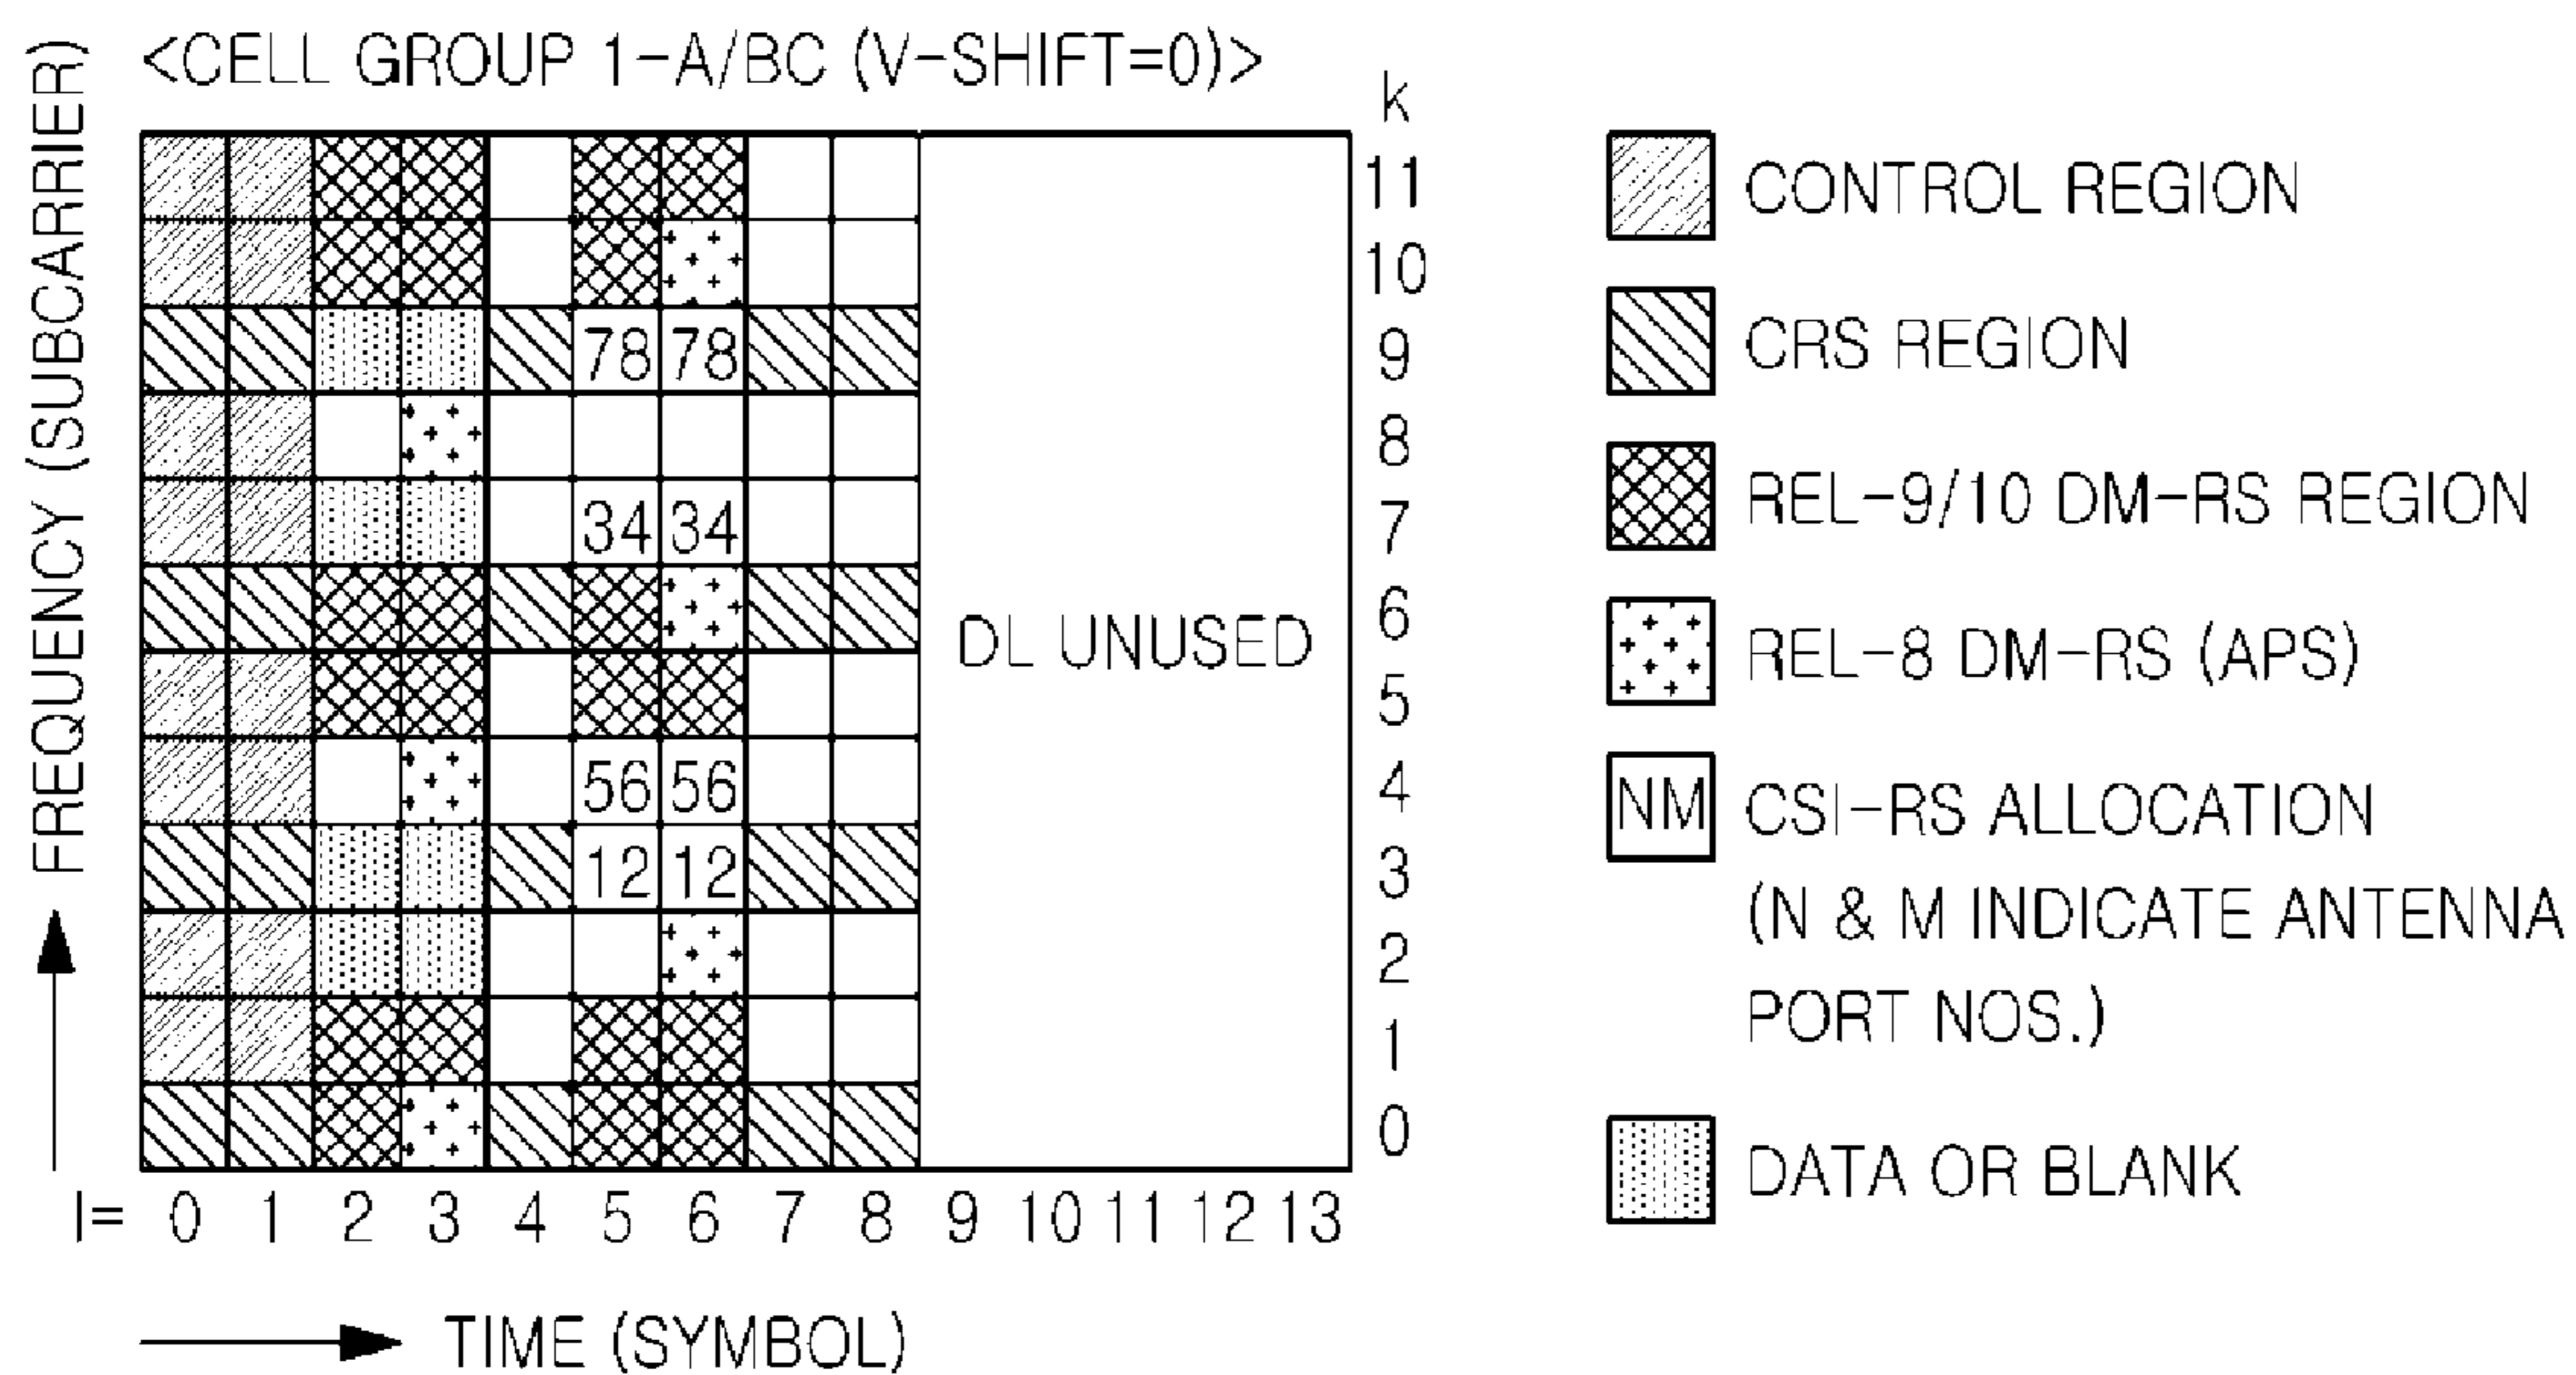 <CELL GROUP 1-A/BC (V-SHIFT=0)>
FREQUENCY (SUBCARRIER)
k
11
10
78 78 9
8
34 34 7
6
DL UNUSED
5
56 56 4
12 12 3
2
1
0
l= 0 1 2 3 4 5 6 7 8 9 10 11 12 13
TIME (SYMBOL)
CONTROL REGION
CRS REGION
REL-9/10 DM-RS REGION
REL-8 DM-RS (APS)
NM CSI-RS ALLOCATION
(N & M INDICATE ANTENNA
PORT NOS.)
DATA OR BLANK